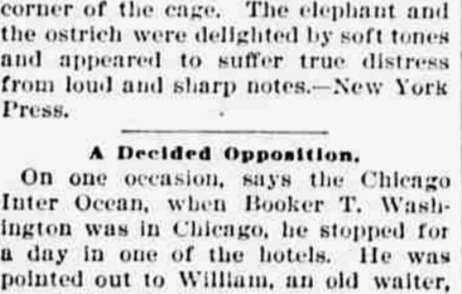 corner of the cage. The elephant and
the ostrich were delighted by soft tones
and appeared to suffer true distress
from loud and sharp notes.—New York
Press.
A Decided Opposition.
On one occasion, says the Chicago
Inter Ocean, when Booker T. Wash-
ington was in Chicago, he stopped for
a day in one of the hotels. He was
pointed out to William, an old waiter,